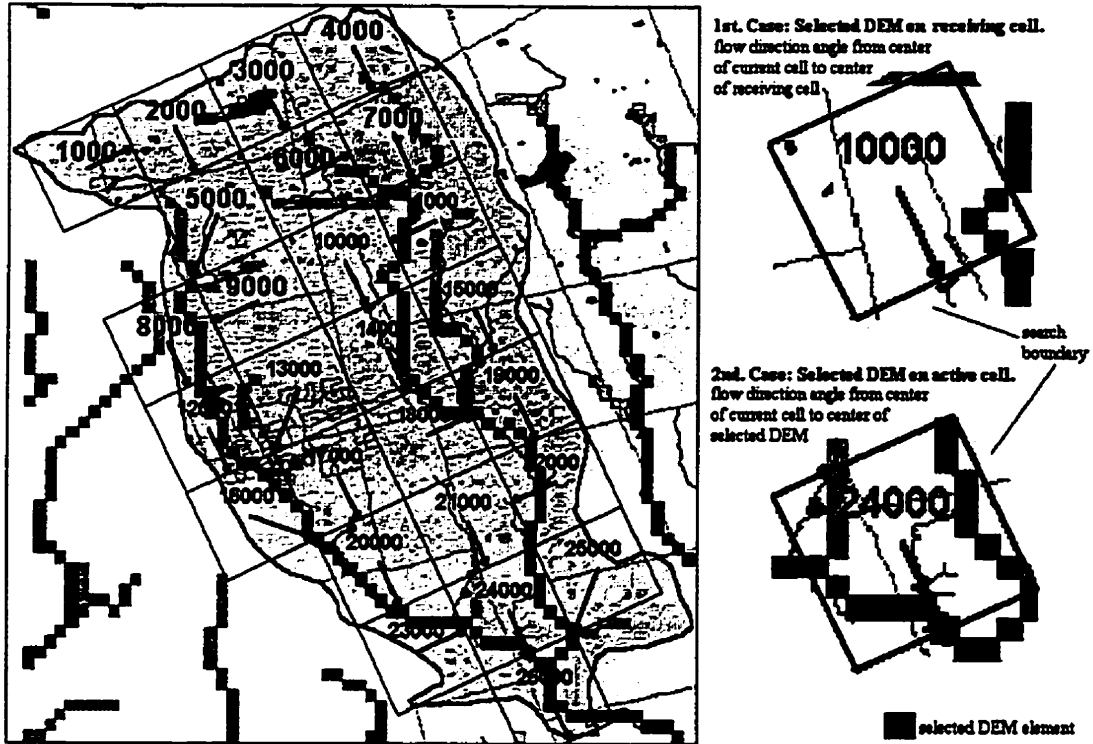 4000
3000
2000
7000
1000
6000
5000
1000
10000
9000
15000
8000
13000
19000
17000
16000
21000
20000
25000
24000
23000
1st. Case: Selected DEM on receiving cell.
flow direction angle from center
of current cell to center
of receiving cell
10000
search
boundary
2nd. Case: Selected DEM on active cell.
flow direction angle from center
of current cell to center of
selected DEM
24000
selected DEM element